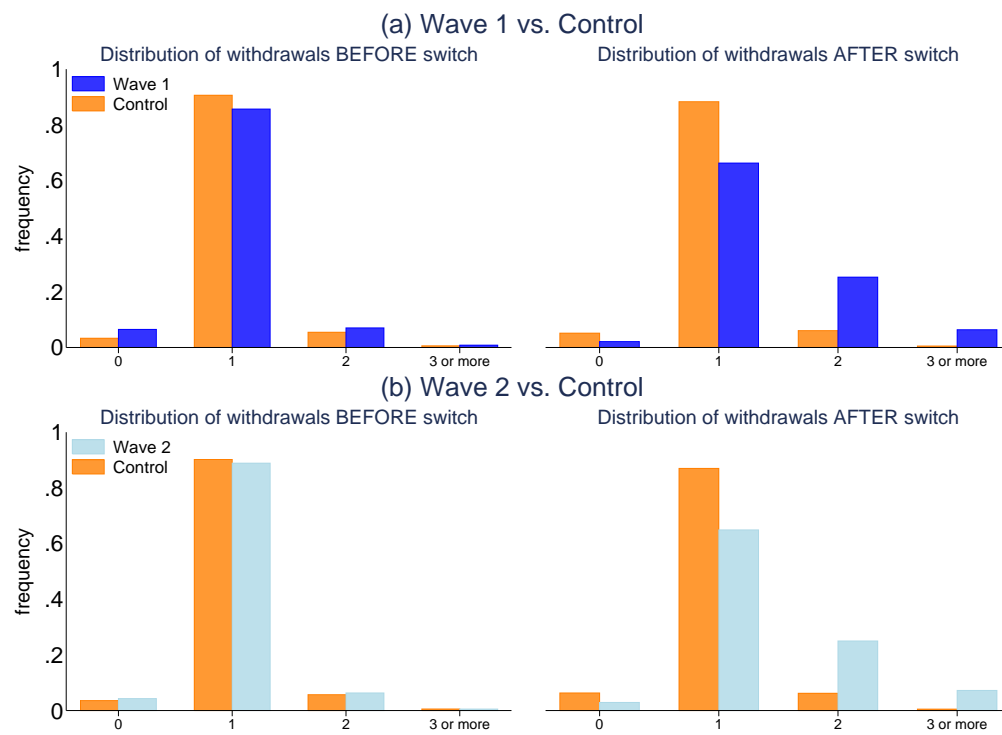 (a) Wave 1 vs. Control
Distribution of withdrawals BEFORE switch
Distribution of withdrawals AFTER switch
1
.8
.6
.4
.2
0
frequency
Wave 1
Control
0 1 2 3 or more
0 1 2 3 or more
(b) Wave 2 vs. Control
Distribution of withdrawals BEFORE switch
Distribution of withdrawals AFTER switch
1
.8
.6
.4
.2
0
frequency
Wave 2
Control
0 1 2 3 or more
0 1 2 3 or more